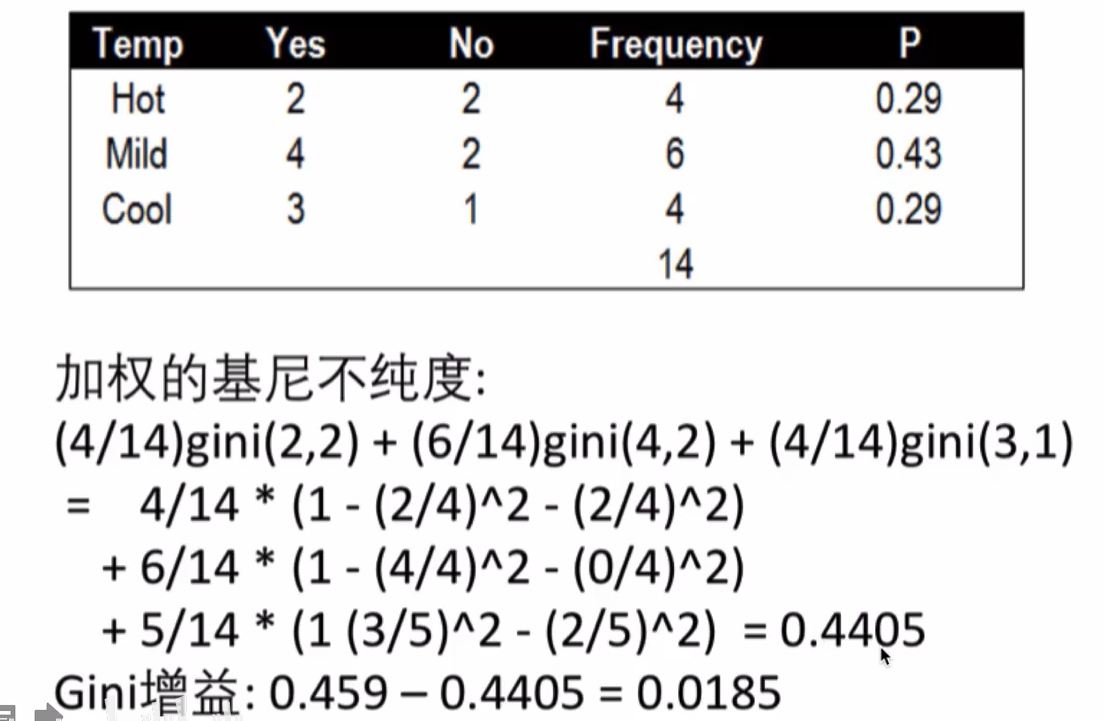 Temp Yes No Frequency P
Hot 2 2 4 0.29
Mild 4 2 6 0.43
Cool 3 1 4 0.29
14
加权的基尼不纯度:
(4/14)gini(2,2) + (6/14)gini(4,2) + (4/14)gini(3,1)
= 4/14 * (1 - (2/4)^2 - (2/4)^2)
+ 6/14 * (1 - (4/4)^2 - (0/4)^2)
+ 5/14 * (1 (3/5)^2 - (2/5)^2) = 0.4405
Gini增益: 0.459 – 0.4405 = 0.0185